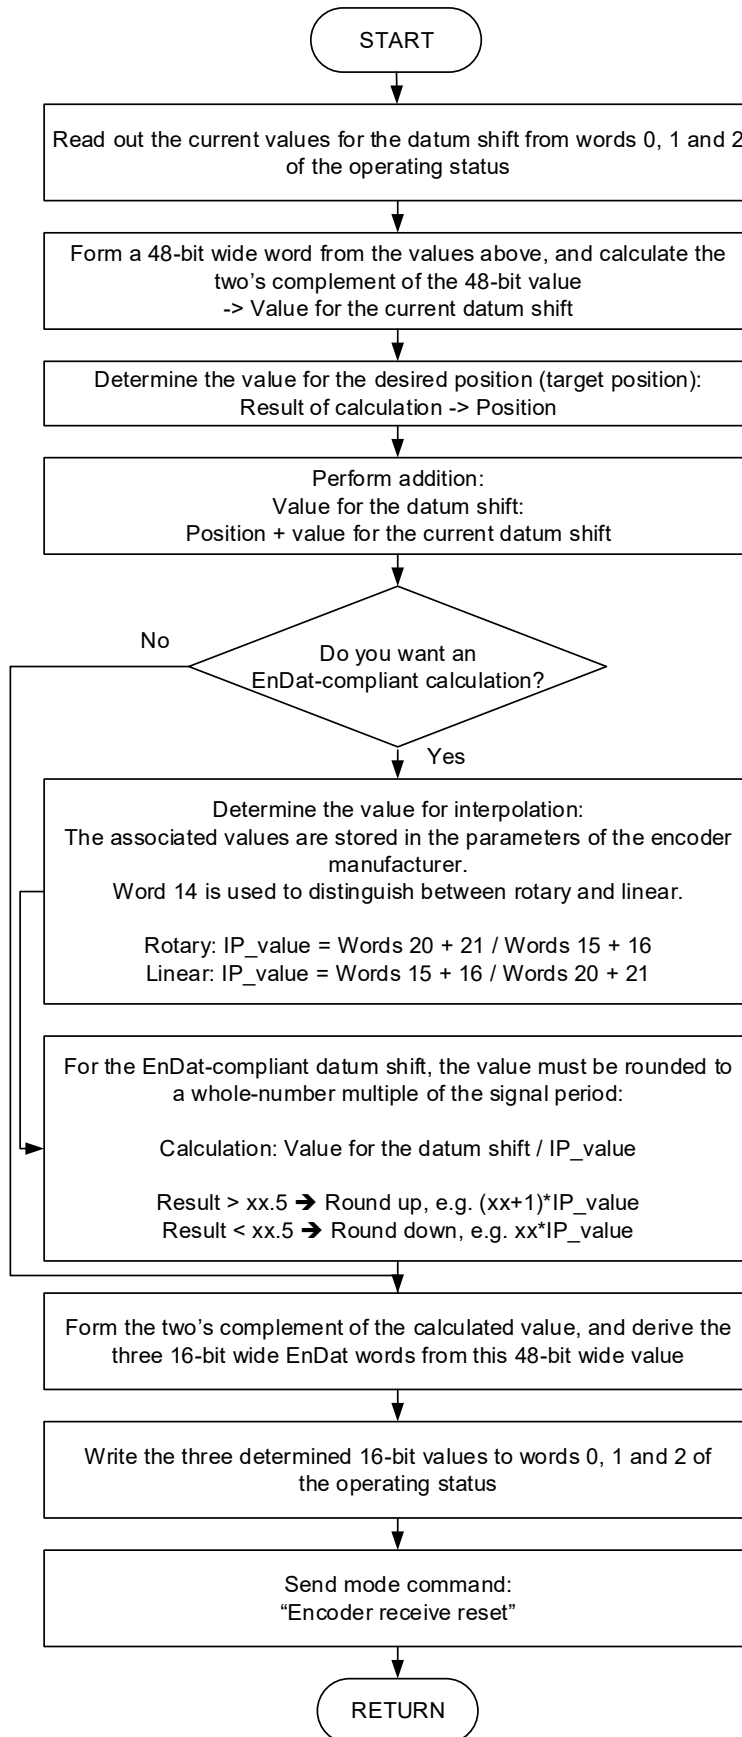 START
Read out the current values for the datum shift from words 0, 1 and 2
of the operating status
Form a 48-bit wide word from the values above, and calculate the
two’s complement of the 48-bit value
-> Value for the current datum shift
Determine the value for the desired position (target position):
Result of calculation -> Position
Perform addition:
Value for the datum shift:
Position + value for the current datum shift
No
Do you want an
EnDat-compliant calculation?
Yes
Determine the value for interpolation:
The associated values are stored in the parameters of the encoder
manufacturer.
Word 14 is used to distinguish between rotary and linear.
Rotary: IP_value = Words 20 + 21 / Words 15 + 16
Linear: IP_value = Words 15 + 16 / Words 20 + 21
For the EnDat-compliant datum shift, the value must be rounded to
a whole-number multiple of the signal period:
Calculation: Value for the datum shift / IP_value
Result > xx.5 ➔ Round up, e.g. (xx+1)*IP_value
Result < xx.5 ➔ Round down, e.g. xx*IP_value
Form the two’s complement of the calculated value, and derive the
three 16-bit wide EnDat words from this 48-bit wide value
Write the three determined 16-bit values to words 0, 1 and 2 of
the operating status
Send mode command:
“Encoder receive reset”
RETURN